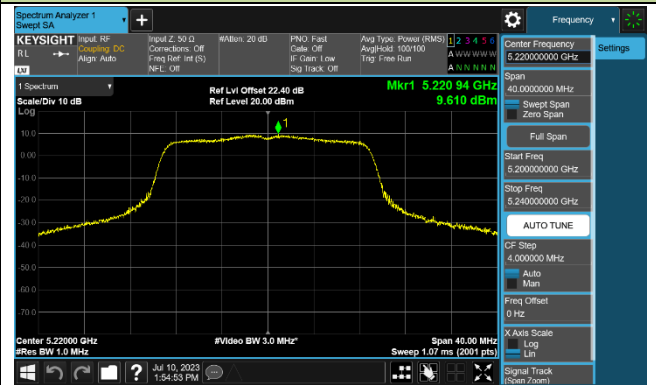 Spectrum Analyzer 1
Swept SA
Frequency
KEYSIGHT
RL
Input: RF
Coupling: DC
Align: Auto
Input Z: 50 Ω
Corrections: Off
Freq Ref: Int (S)
NFE: Off
#Atten: 20 dB
PNO: Fast
Gate: Off
IF Gain: Low
Sig Track: Off
Avg Type: Power (RMS)
Avg|Hold: 100/100
Trig: Free Run
1 2 3 4 5 6
A W W W W W
A N N N N N
LXI
1 Spectrum
Scale/Div 10 dB
Log
Ref Lvl Offset 22.40 dB
Ref Level 20.00 dBm
Mkr1 5.220 94 GHz
9.610 dBm
1
10.0
0.00
-10.0
-20.0
-30.0
-40.0
-50.0
-60.0
-70.0
Center 5.22000 GHz
#Res BW 1.0 MHz
#Video BW 3.0 MHz*
Span 40.00 MHz
Sweep 1.07 ms (2001 pts)
Jul 10, 2023
1:54:53 PM
Center Frequency
5.220000000 GHz
Settings
Span
40.0000000 MHz
Swept Span
Zero Span
Full Span
Start Freq
5.200000000 GHz
Stop Freq
5.240000000 GHz
AUTO TUNE
CF Step
4.000000 MHz
Auto
Man
Freq Offset
0 Hz
X Axis Scale
Log
Lin
Signal Track
(Span Zoom)